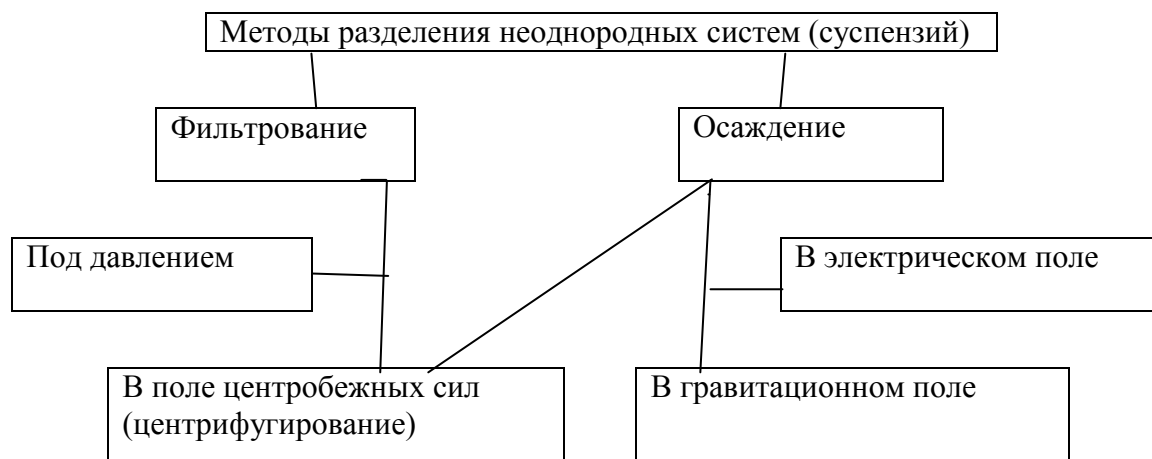 Методы разделения неоднородных систем (суспензий)
Фильтрование
Осаждение
Под давлением
В электрическом поле
В поле центробежных сил
(центрифугирование)
В гравитационном поле